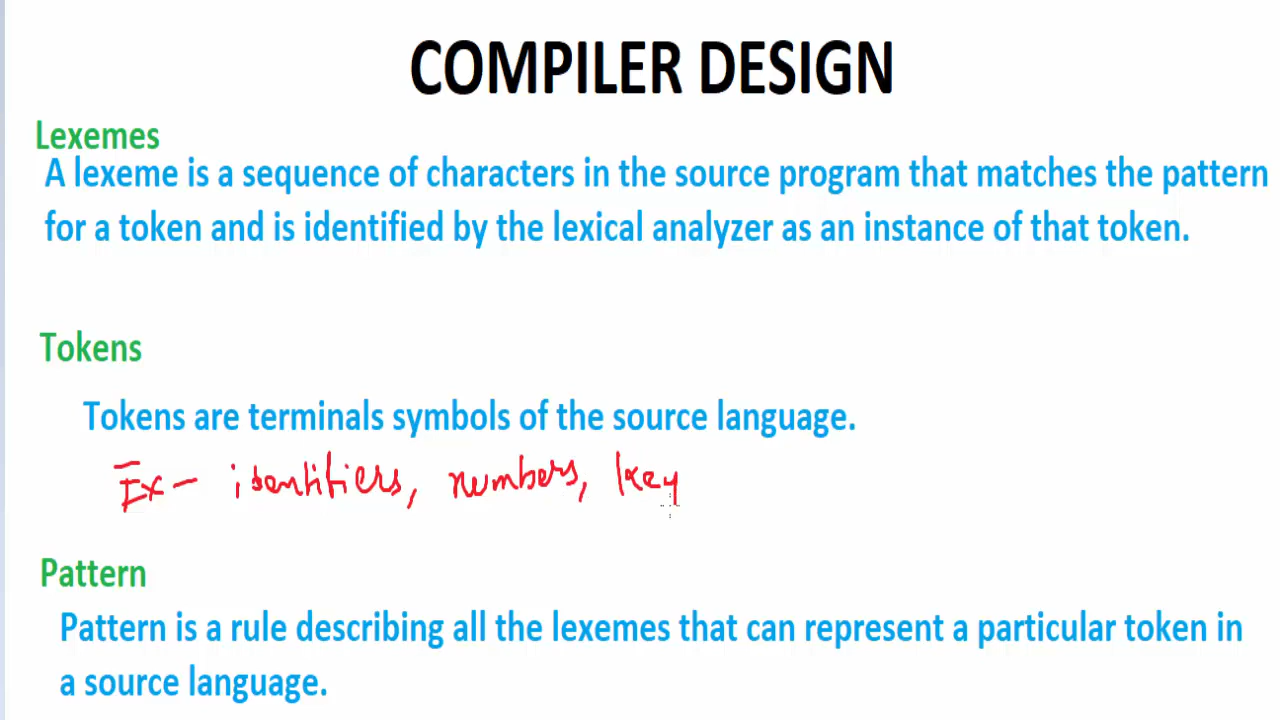 COMPILER DESIGN
Lexemes
A lexeme is a sequence of characters in the source program that matches the pattern
for a token and is identified by the lexical analyzer as an instance of that token.
Tokens
Tokens are terminals symbols of the source language.
Ex- identifiers, numbers, key
Pattern
Pattern is a rule describing all the lexemes that can represent a particular token in
a source language.